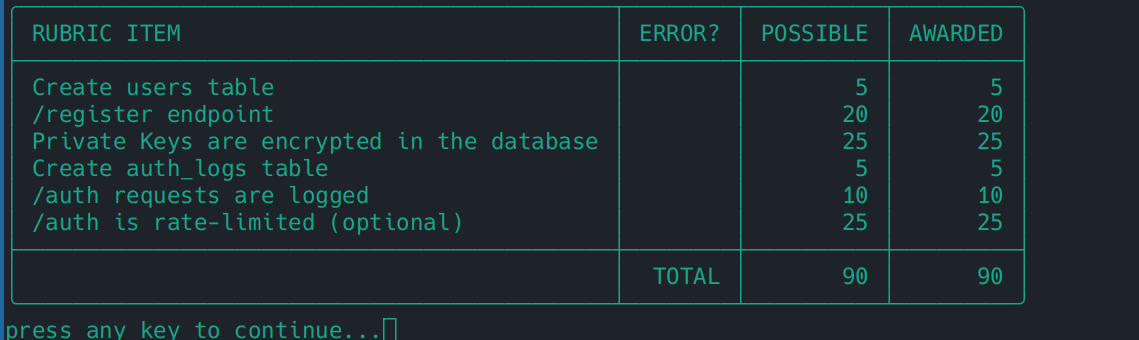 RUBRIC ITEM ERROR? POSSIBLE AWARDED
Create users table 5 5
/register endpoint 20 20
Private Keys are encrypted in the database 25 25
Create auth_logs table 5 5
/auth requests are logged 10 10
/auth is rate-limited (optional) 25 25
TOTAL 90 90
press any key to continue...